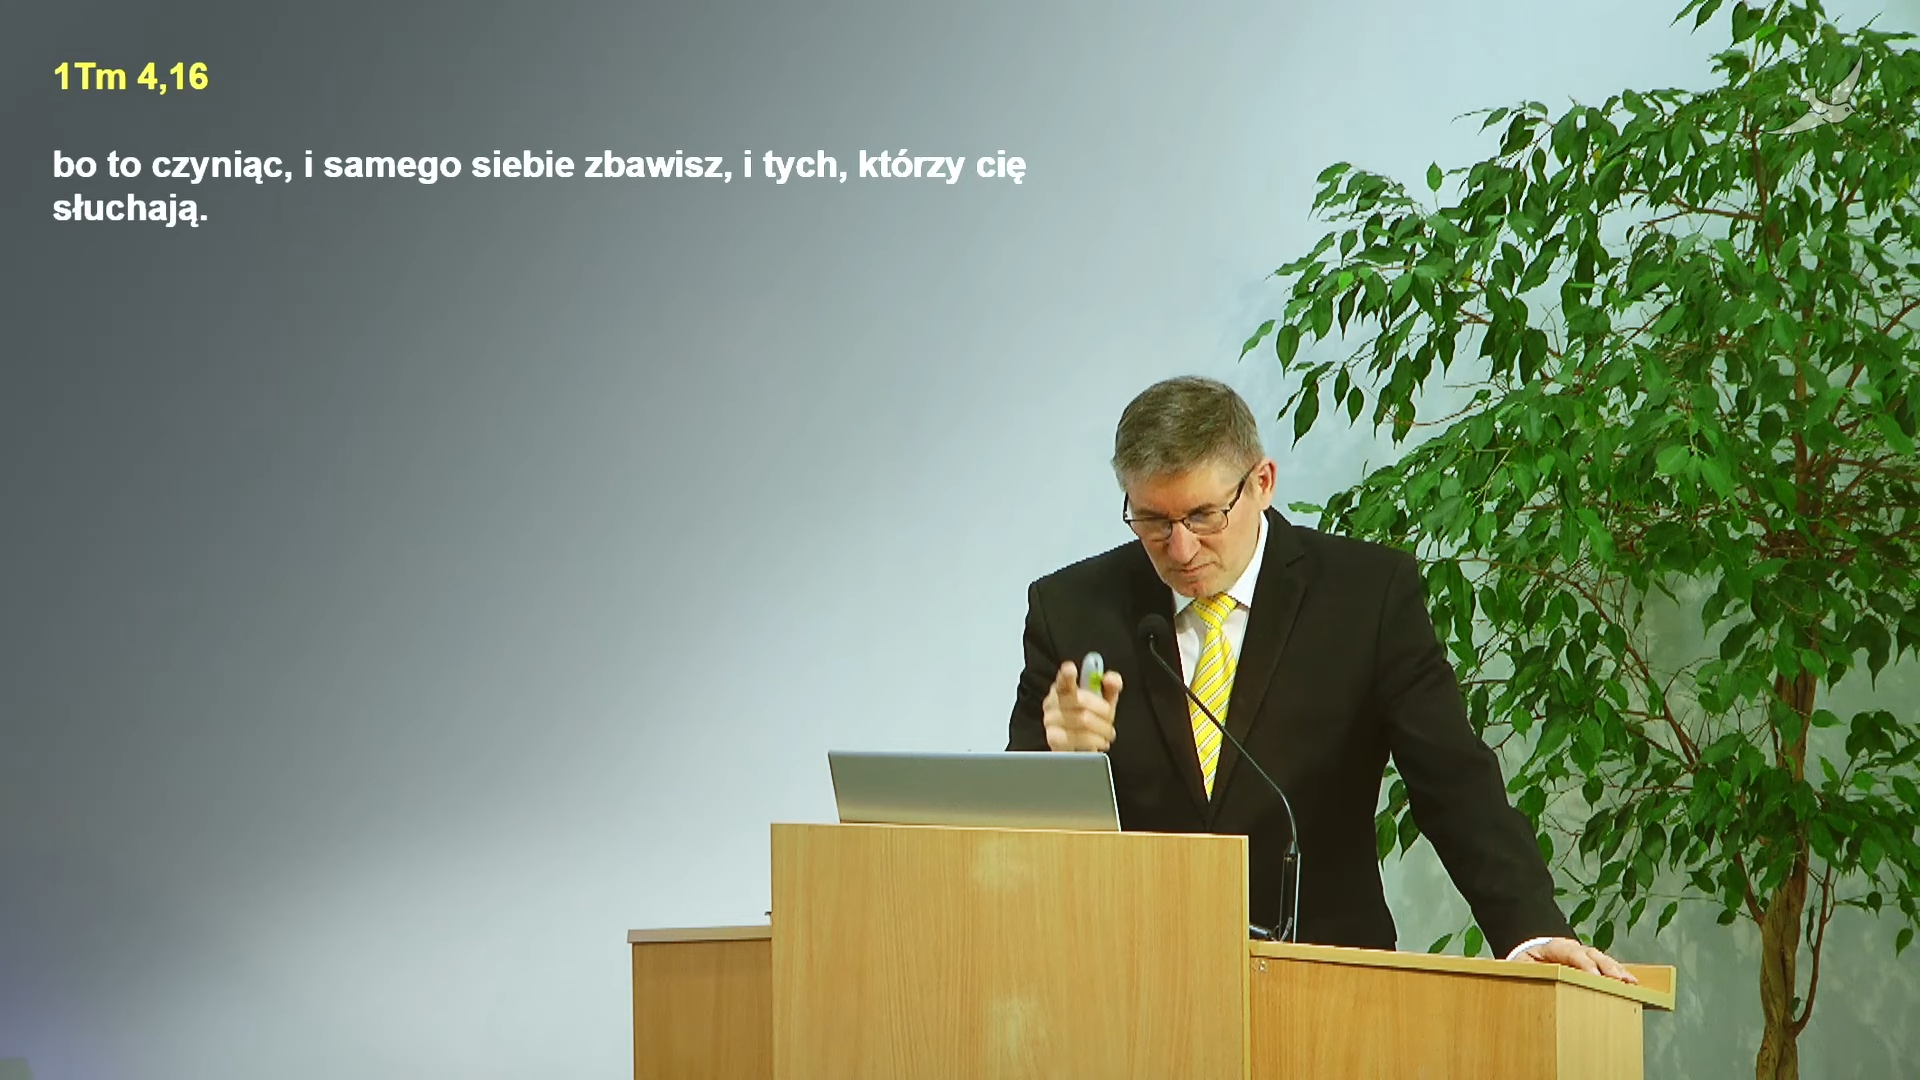 1Tm 4,16
bo to czyniąc, i samego siebie zbawisz, i tych, którzy cię
słuchają.